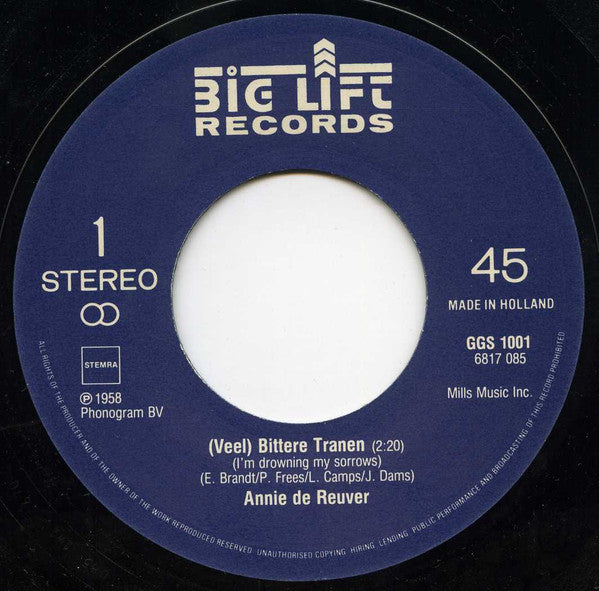 BIG LIFT
RECORDS
1
STEREO
45
MADE IN HOLLAND
GGS 1001
6817 085
STEMRA
℗ 1958
Phonogram BV
Mills Music Inc.
(Veel) Bittere Tranen (2:20)
(I'm drowning my sorrows)
(E. Brandt/P. Frees/L. Camps/J. Dams)
Annie de Reuver
ALL RIGHTS OF THE PRODUCER AND OF THE OWNER OF THE WORK REPRODUCED RESERVED. UNAUTHORISED COPYING, HIRING, LENDING, PUBLIC PERFORMANCE AND BROADCASTING OF THIS RECORD PROHIBITED